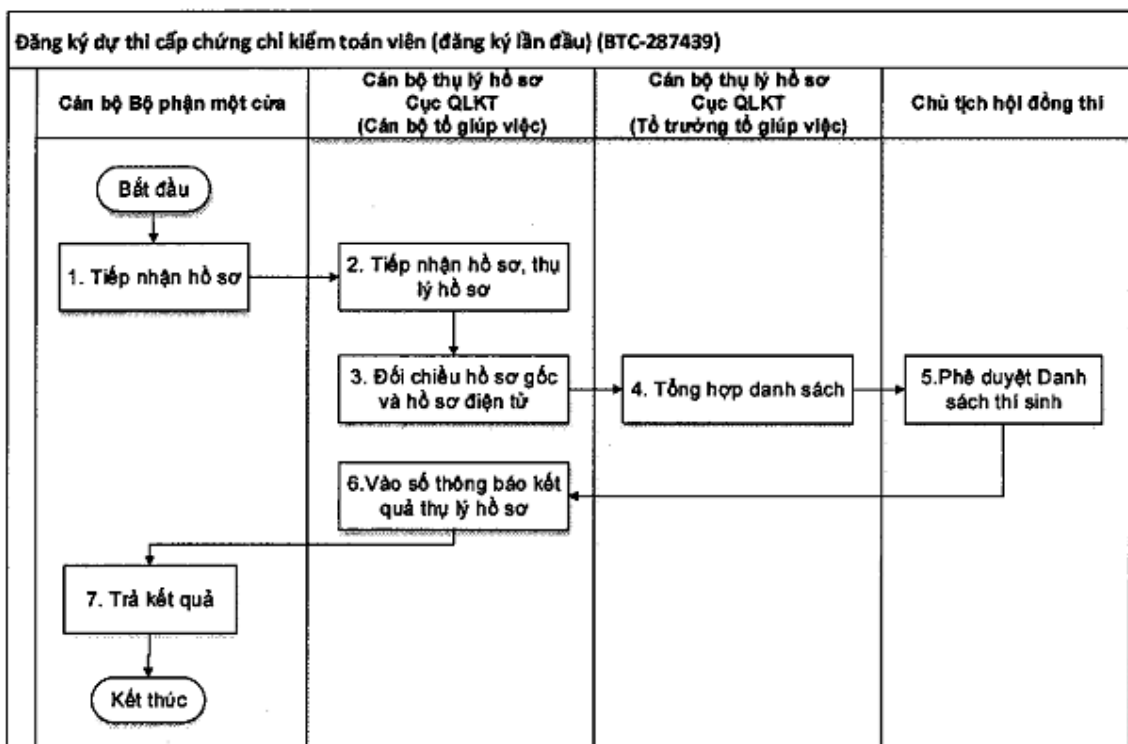 Đăng ký dự thi cấp chứng chỉ kiểm toán viên (đăng ký lần đầu) (BTC-287439)
Cán bộ Bộ phận một cửa
Cán bộ thụ lý hồ sơ
Cục QLKT
(Cán bộ tổ giúp việc)
Cán bộ thụ lý hồ sơ
Cục QLKT
(Tổ trưởng tổ giúp việc)
Chủ tịch hội đồng thi
Bắt đầu
1. Tiếp nhận hồ sơ
2. Tiếp nhận hồ sơ, thụ
lý hồ sơ
3. Đối chiếu hồ sơ gốc
và hồ sơ điện tử
4. Tổng hợp danh sách
5.Phê duyệt Danh
sách thí sinh
6.Vào sổ thông báo kết
quả thụ lý hồ sơ
7. Trả kết quả
Kết thúc